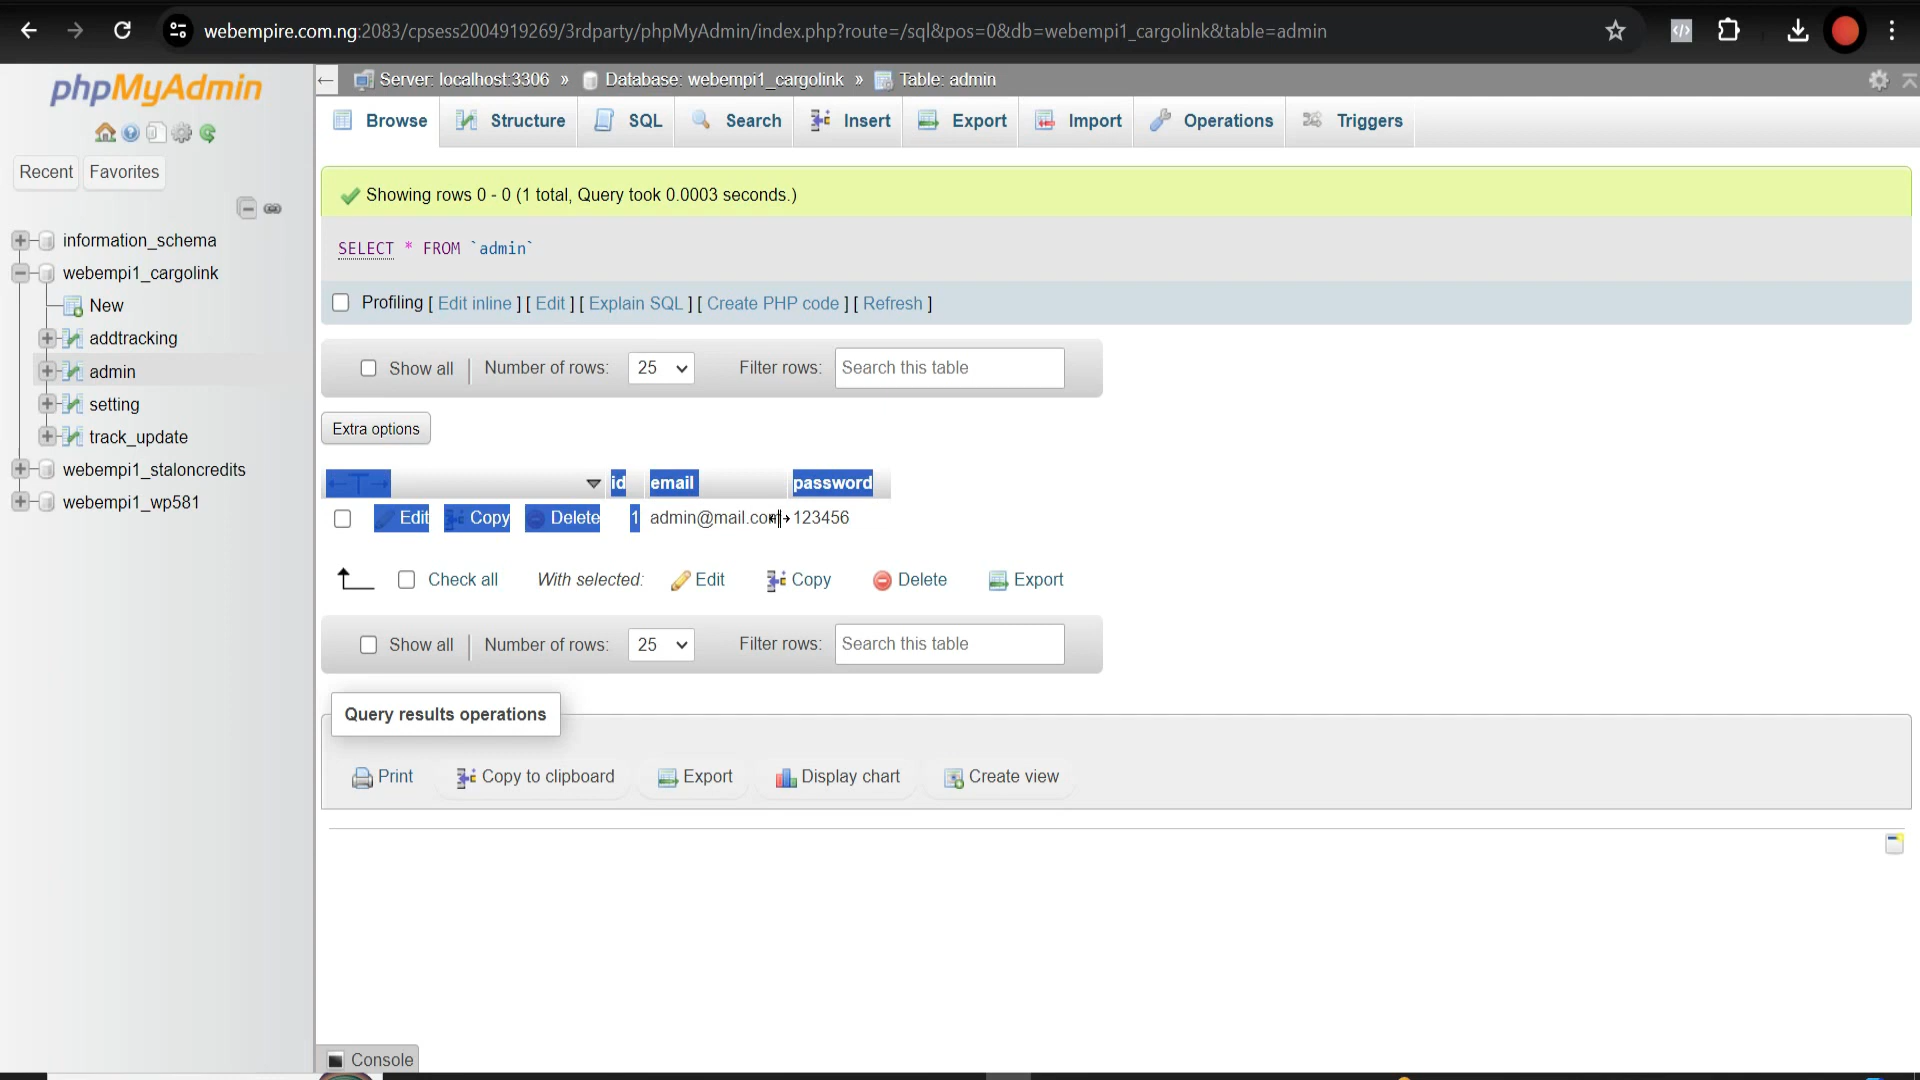 webempire.com.ng:2083/cpsess2004919269/3rdparty/phpMyAdmin/index.php?route=/sql&pos=0&db=webempi1_cargolink&table=admin
phpMyAdmin
Recent Favorites
information_schema
webempi1_cargolink
New
addtracking
admin
setting
track_update
webempi1_staloncredits
webempi1_wp581
Server: localhost:3306 » Database: webempi1_cargolink » Table: admin
Browse Structure SQL Search Insert Export Import Operations Triggers
Showing rows 0 - 0 (1 total, Query took 0.0003 seconds.)
SELECT * FROM `admin`
Profiling [ Edit inline ] [ Edit ] [ Explain SQL ] [ Create PHP code ] [ Refresh ]
Show all | Number of rows: 25 Filter rows: Search this table
Extra options
←T→ id email password
Edit Copy Delete 1 admin@mail.com 123456
Check all With selected: Edit Copy Delete Export
Show all | Number of rows: 25 Filter rows: Search this table
Query results operations
Print Copy to clipboard Export Display chart Create view
Console